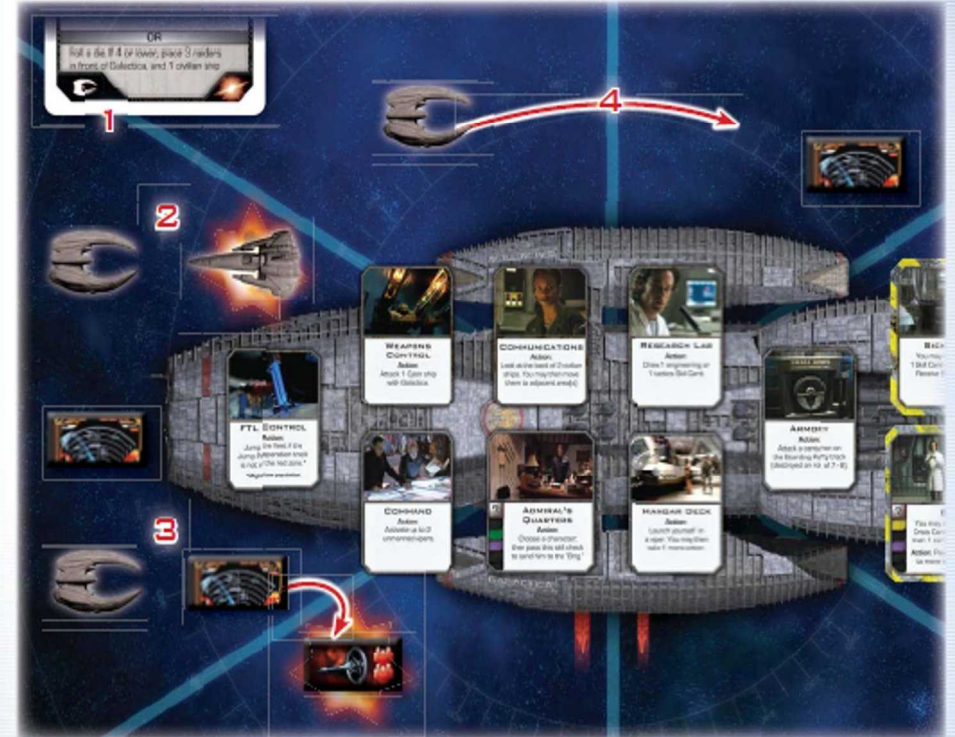 OR
Roll a die. If 4 or lower, place 3 raiders
in front of Galactica, and 1 civilian ship
1
4
2
WEAPONS
CONTROL
Action:
Attack 1 Cylon ship
with Galactica.
COMMUNICATIONS
Action:
Look at the back of 2 civilian
ships. You may then move
them to adjacent area(s)
RESEARCH LAB
Action:
Draw 1 engineering or
1 tactics Skill Card.
You may
1 Skill Card
FTL CONTROL
Action:
Jump the fleet if the
Jump Preparation track
is not in the red zone.*
ARMORY
Action:
Attack a centurion on
the Boarding Party track
(destroyed on roll of 7-8).
COMMAND
Action:
Activate up to 2
unmanned vipers.
ADMIRAL'S
QUARTERS
Action:
Choose a character;
then pass this skill check
to send him to the "Brig."
HANGAR DECK
Action:
Launch yourself in
a viper. You may then
take 1 more action.
Action:
3
GALACTICA